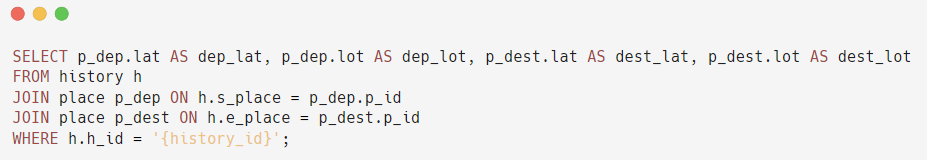 SELECT p_dep.lat AS dep_lat, p_dep.lot AS dep_lot, p_dest.lat AS dest_lat, p_dest.lot AS dest_lot
FROM history h
JOIN place p_dep ON h.s_place = p_dep.p_id
JOIN place p_dest ON h.e_place = p_dest.p_id
WHERE h.h_id = '{history_id}';